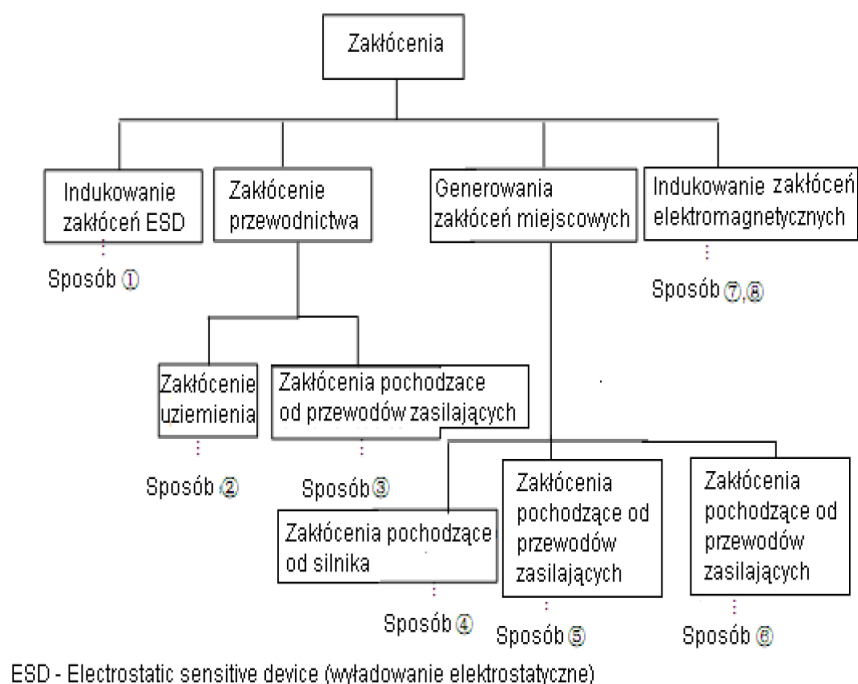 Zakłócenia
Indukowanie
zakłóceń ESD
Sposób ①
Zakłócenie
przewodnictwa
Generowania
zakłóceń miejscowych
Indukowanie zakłóceń
elektromagnetycznych
Sposób ⑦,⑧
Zakłócenie
uziemienia
Sposób ②
Zakłócenia pochodzace
od przewodów zasilających
Sposób ③
Zakłócenia pochodzące
od silnika
Sposób ④
Zakłócenia
pochodzące od
przewodów
zasilających
Sposób ⑤
Zakłócenia
pochodzące od
przewodów
zasilających
Sposób ⑥
ESD - Electrostatic sensitive device (wyładowanie elektrostatyczne)